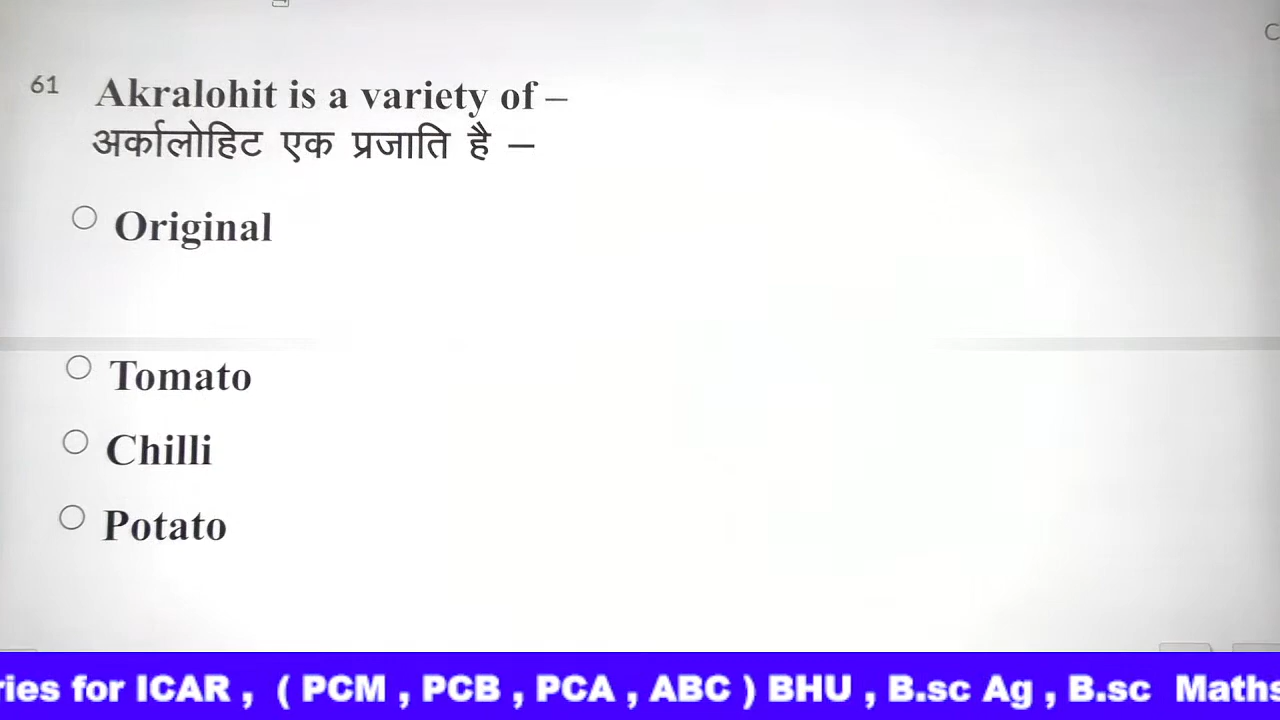 61 Akralohit is a variety of –
अर्कालोहिट एक प्रजाति है –
Original
Tomato
Chilli
Potato
ries for ICAR , ( PCM , PCB , PCA , ABC ) BHU , B.sc Ag , B.sc Maths